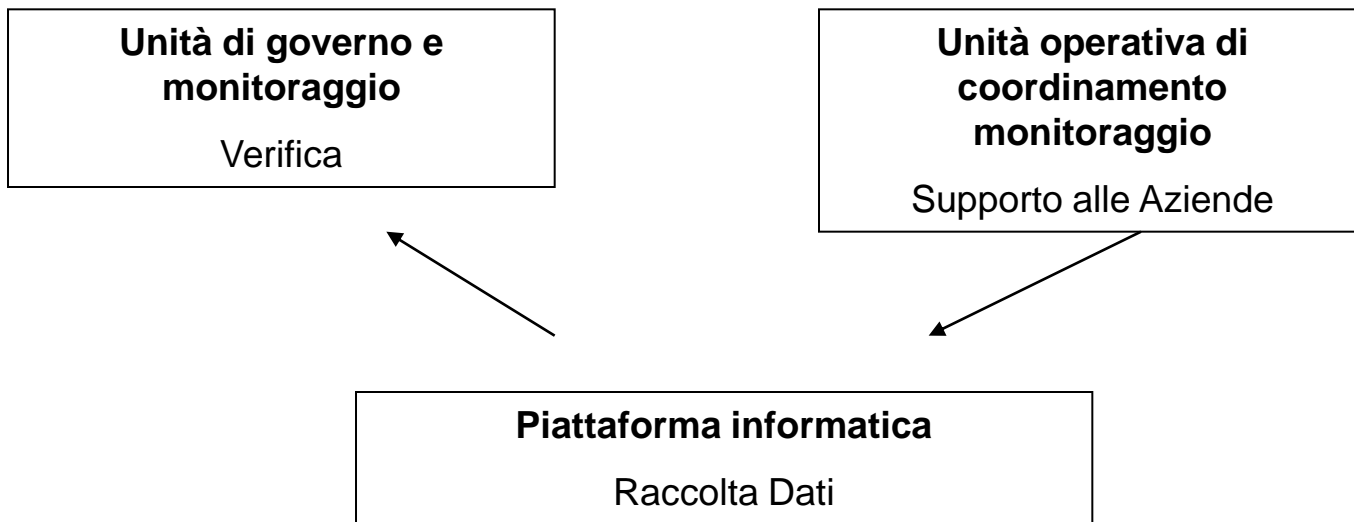 Unità di governo e
monitoraggio
Verifica
Unità operativa di
coordinamento
monitoraggio
Supporto alle Aziende
Piattaforma informatica
Raccolta Dati